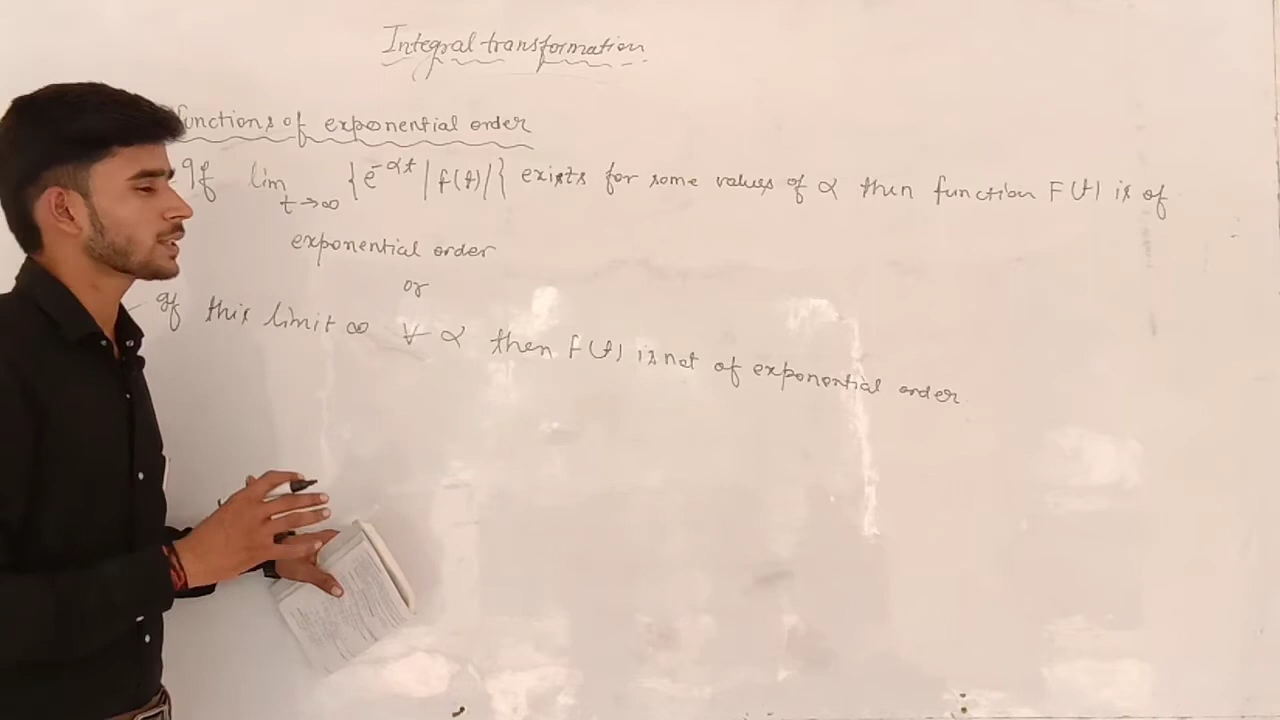 Integral transformation
functions of exponential order
If lim t→∞ {e^-αt |f(t)|} exists for some values of α then function F(t) is of
exponential order
or
If this limit ∞ ∀ α then F(t) is not of exponential order